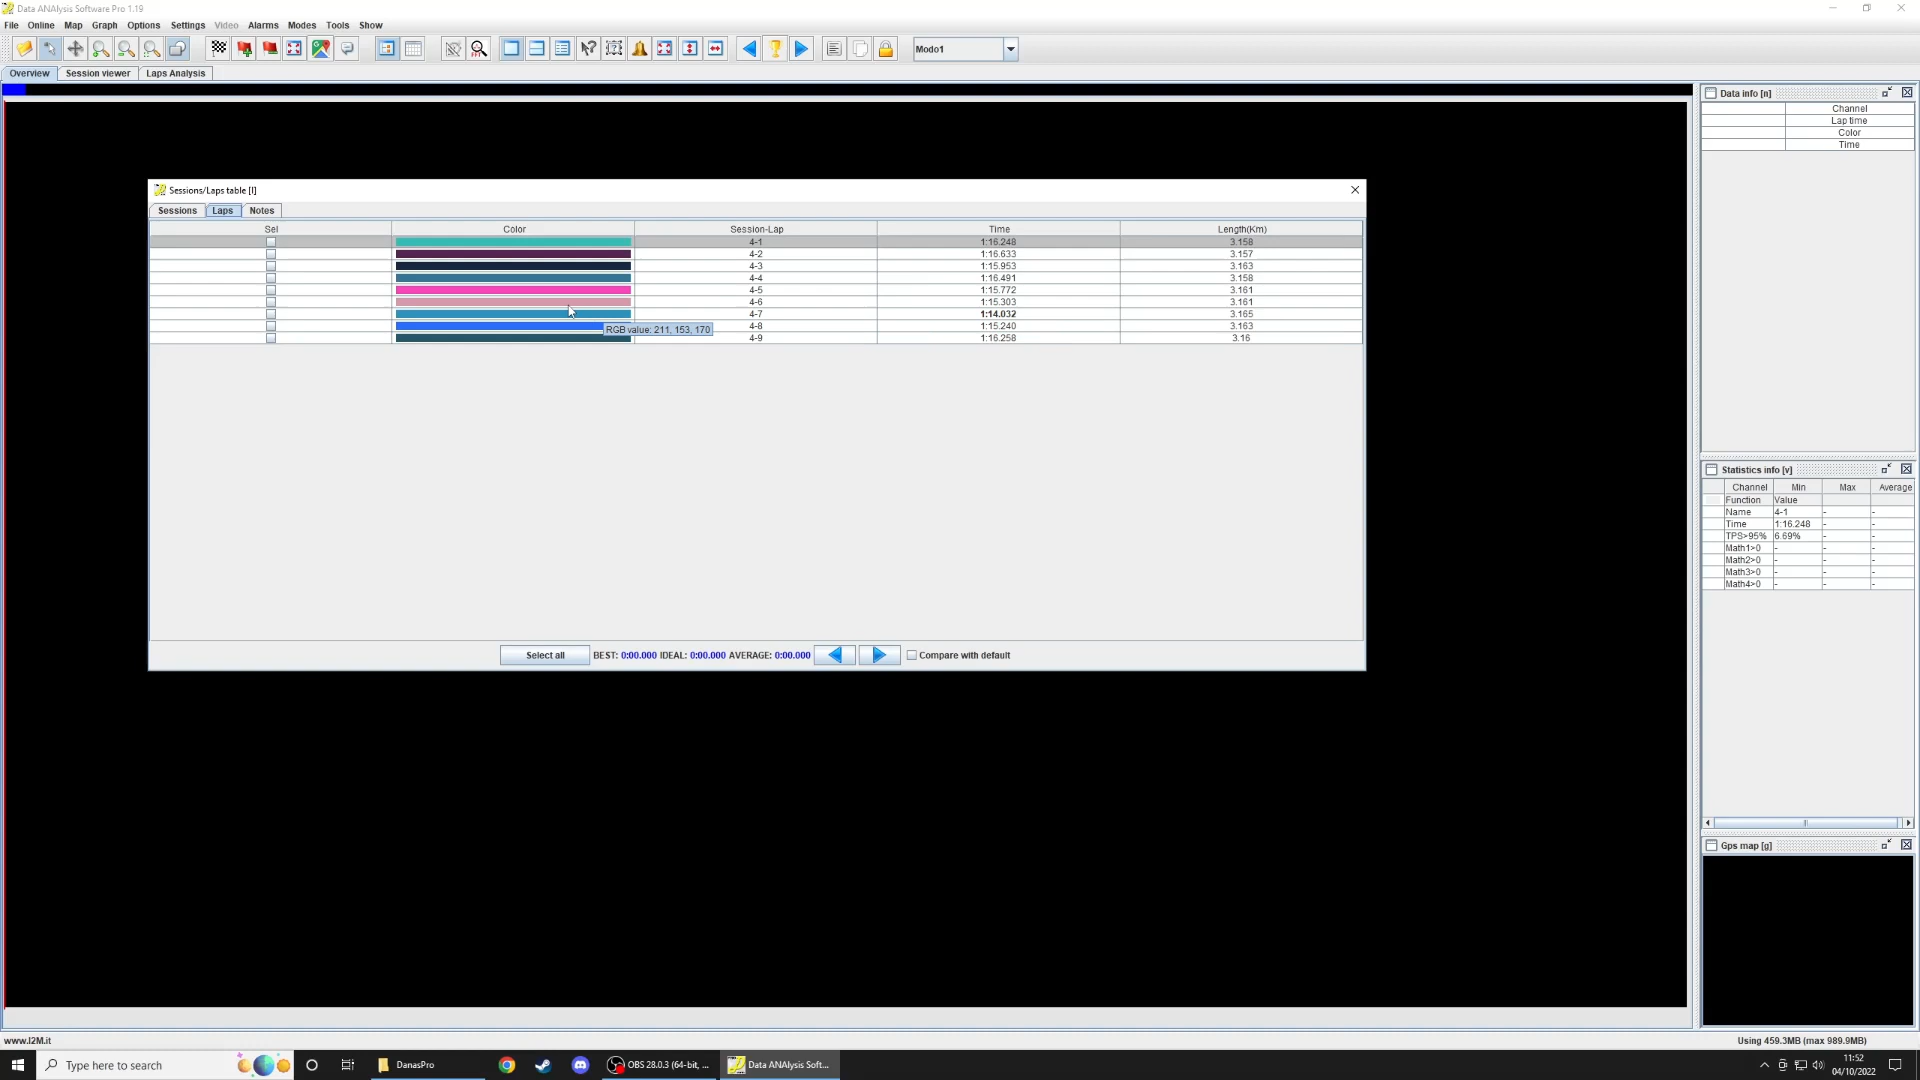 Data ANAlysis Software Pro 1.19
File Online Map Graph Options Settings Video Alarms Modes Tools Show
Modo1
Overview Session viewer Laps Analysis
Data info [n]
Channel
Lap time
Color
Time
Sessions/Laps table [l]
Sessions Laps Notes
Sel Color Session-Lap Time Length(Km)
4-1 1:16.248 3.158
4-2 1:16.633 3.157
4-3 1:15.953 3.163
4-4 1:16.491 3.158
4-5 1:15.772 3.161
4-6 1:15.303 3.161
4-7 1:14.032 3.165
4-8 1:15.240 3.163
RGB value: 211, 153, 170
4-9 1:16.258 3.16
Select all BEST: 0:00.000 IDEAL: 0:00.000 AVERAGE: 0:00.000 Compare with default
Statistics info [v]
Channel Min Max Average
Function Value
Name 4-1 - -
Time 1:16.248 - -
TPS>95% 6.69% - -
Math1>0 - - -
Math2>0 - - -
Math3>0 - - -
Math4>0 - - -
Gps map [g]
www.I2M.it
Using 459.3MB (max 989.9MB)
Type here to search
DanasPro
OBS 28.0.3 (64-bit, ...
Data ANAlysis Soft...
11:52
04/10/2022